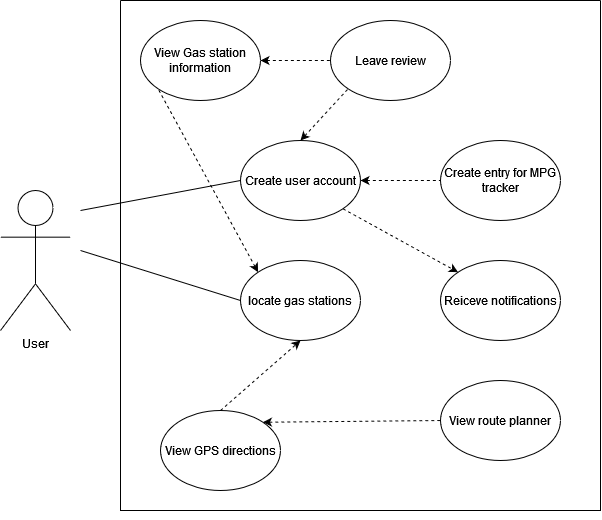 View Gas station
information
Leave review
Create user account
Create entry for MPG
tracker
locate gas stations
Reiceve notifications
User
View GPS directions
View route planner